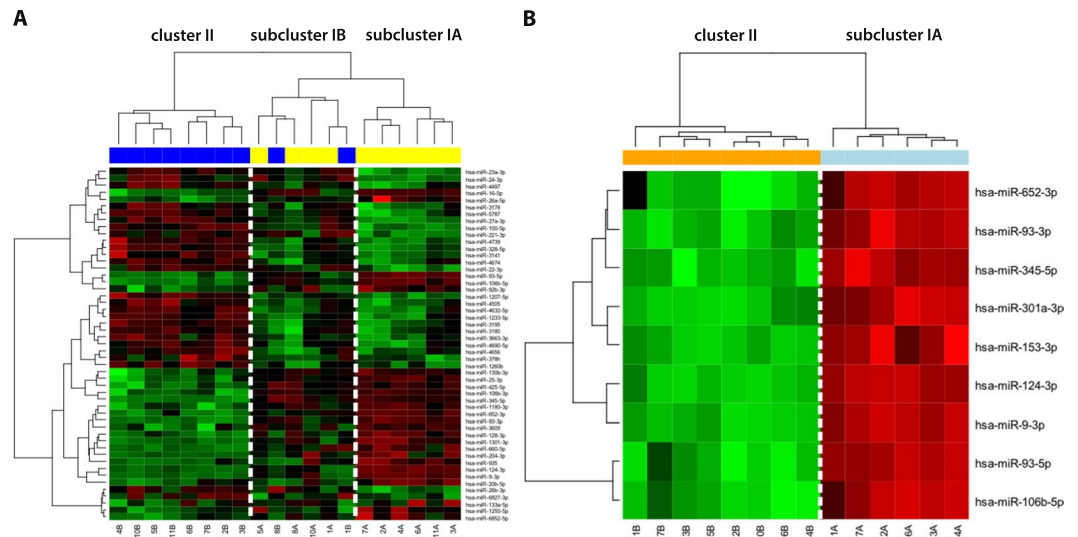 A
B
cluster II
subcluster IB
subcluster IA
cluster II
subcluster IA
hsa-miR-23a-3p
hsa-miR-24-3p
hsa-miR-4497
hsa-miR-16-5p
hsa-miR-26a-5p
hsa-miR-3178
hsa-miR-5787
hsa-miR-27a-3p
hsa-miR-100-5p
hsa-miR-221-3p
hsa-miR-4739
hsa-miR-328-5p
hsa-miR-3141
hsa-miR-4674
hsa-miR-22-3p
hsa-miR-93-5p
hsa-miR-106b-5p
hsa-miR-92b-3p
hsa-miR-1207-5p
hsa-miR-4505
hsa-miR-4632-5p
hsa-miR-1233-5p
hsa-miR-3195
hsa-miR-3180
hsa-miR-3663-3p
hsa-miR-4690-5p
hsa-miR-4656
hsa-miR-378h
hsa-miR-1260b
hsa-miR-130b-3p
hsa-miR-25-3p
hsa-miR-425-5p
hsa-miR-106b-3p
hsa-miR-345-5p
hsa-miR-1180-3p
hsa-miR-652-3p
hsa-miR-93-3p
hsa-miR-3609
hsa-miR-128-3p
hsa-miR-1301-3p
hsa-miR-660-5p
hsa-miR-204-3p
hsa-miR-935
hsa-miR-124-3p
hsa-miR-9-3p
hsa-miR-20b-5p
hsa-miR-26b-3p
hsa-miR-6827-3p
hsa-miR-133a-5p
hsa-miR-1250-5p
hsa-miR-6852-5p
4B
10B
5B
11B
6B
7B
2B
3B
5A
8B
8A
10A
1A
1B
7A
2A
4A
6A
11A
3A
hsa-miR-652-3p
hsa-miR-93-3p
hsa-miR-345-5p
hsa-miR-301a-3p
hsa-miR-153-3p
hsa-miR-124-3p
hsa-miR-9-3p
hsa-miR-93-5p
hsa-miR-106b-5p
1B
7B
3B
5B
2B
0B
6B
4B
1A
7A
2A
6A
3A
4A